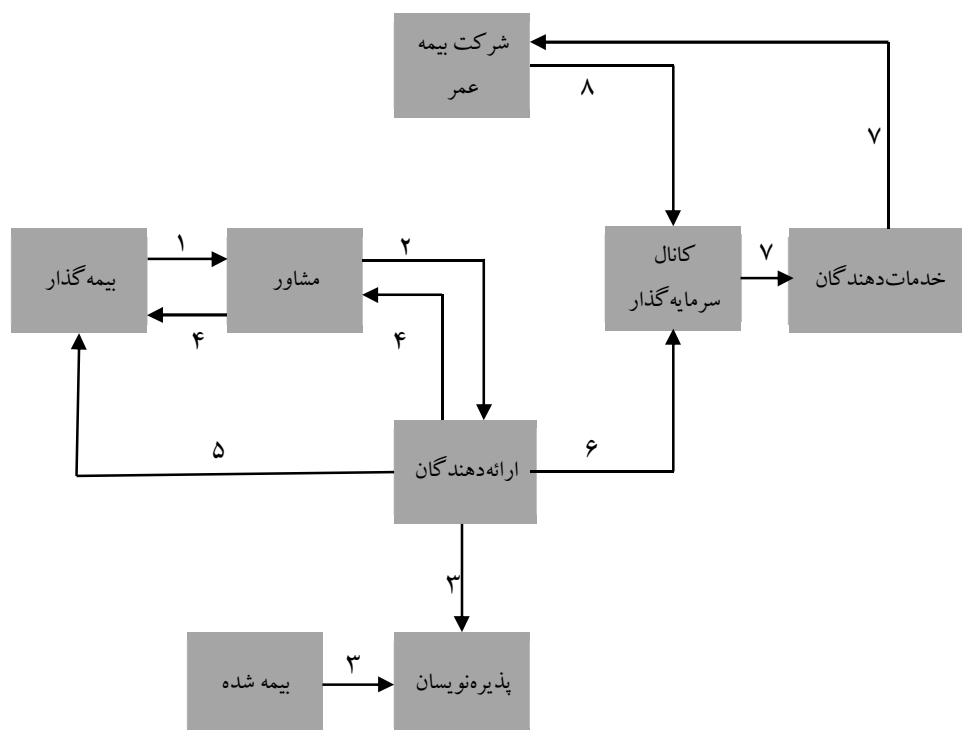 شرکت بیمه
عمر
۸
۷
بیمه‌گذار
۱
مشاور
۲
کانال
سرمایه‌گذار
۷
خدمات‌دهندگان
۴
۴
۵
ارائه‌دهندگان
۶
۳
بیمه شده
۳
پذیره‌نویسان